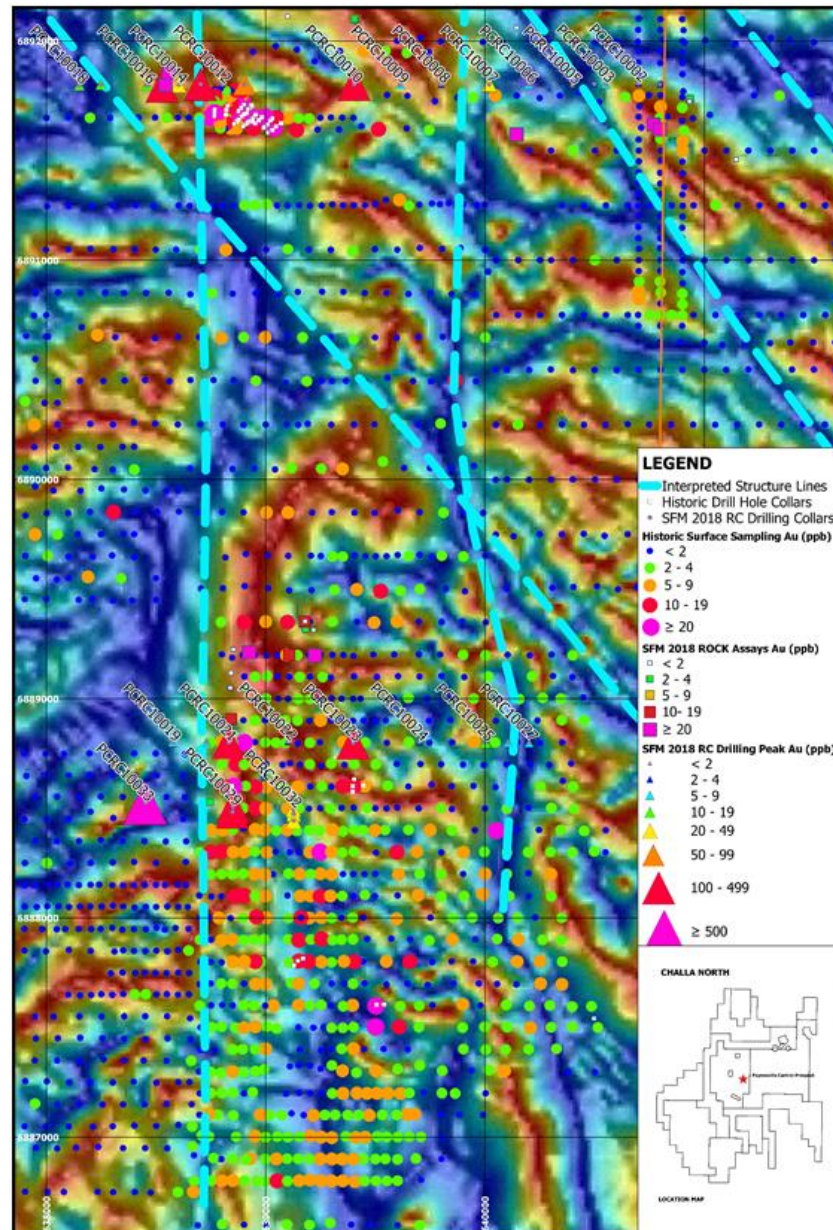 PCRC10018
PCRC10016
PCRC10014
PCRC10012
PCRC10010
PCRC10009
PCRC10008
PCRC10007
PCRC10006
PCRC10005
PCRC10003
PCRC10002
6892000
6891000
6890000
6889000
PCRC10019
PCRC10021
PCRC10022
PCRC10023
PCRC10024
PCRC10025
PCRC10027
PCRC10033
PCRC10029
PCRC10032
6888000
6887000
LEGEND
Interpreted Structure Lines
Historic Drill Hole Collars
SFM 2018 RC Drilling Collars
Historic Surface Sampling Au (ppb)
< 2
2 - 4
5 - 9
10 - 19
≥ 20
SFM 2018 ROCK Assays Au (ppb)
< 2
2 - 4
5 - 9
10- 19
≥ 20
SFM 2018 RC Drilling Peak Au (ppb)
< 2
2 - 4
5 - 9
10 - 19
20 - 49
50 - 99
100 - 499
≥ 500
CHALLA NORTH
LOCATION MAP